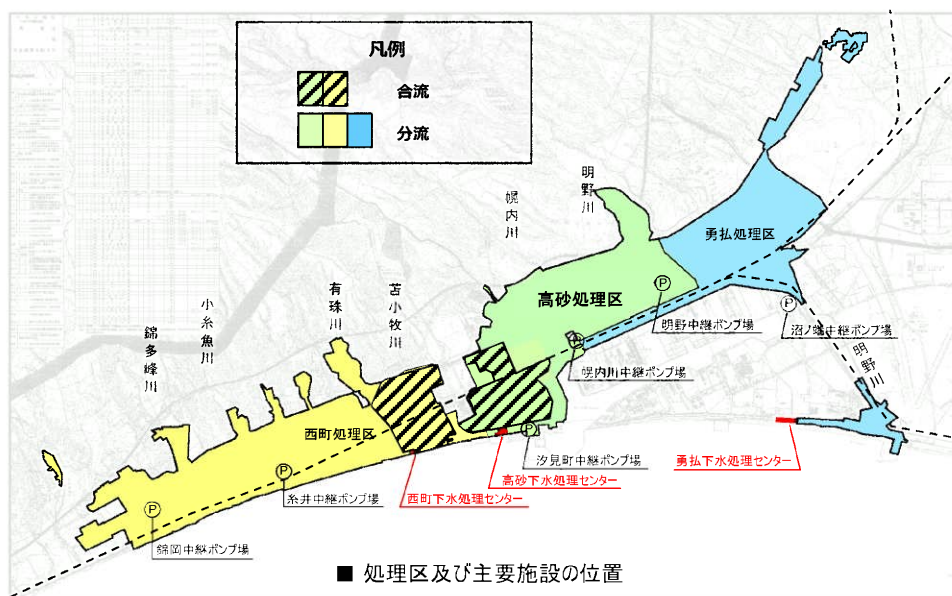 凡例
合流
分流
明野川
幌内川
勇払処理区
高砂処理区
有珠川
苫小牧川
小糸魚川
錦多峰川
明野中継ポンプ場
沼ノ端中継ポンプ場
明野川
幌内川中継ポンプ場
西町処理区
汐見町中継ポンプ場
勇払下水処理センター
高砂下水処理センター
糸井中継ポンプ場
西町下水処理センター
錦岡中継ポンプ場
P
P
P
P
P
P
■ 処理区及び主要施設の位置